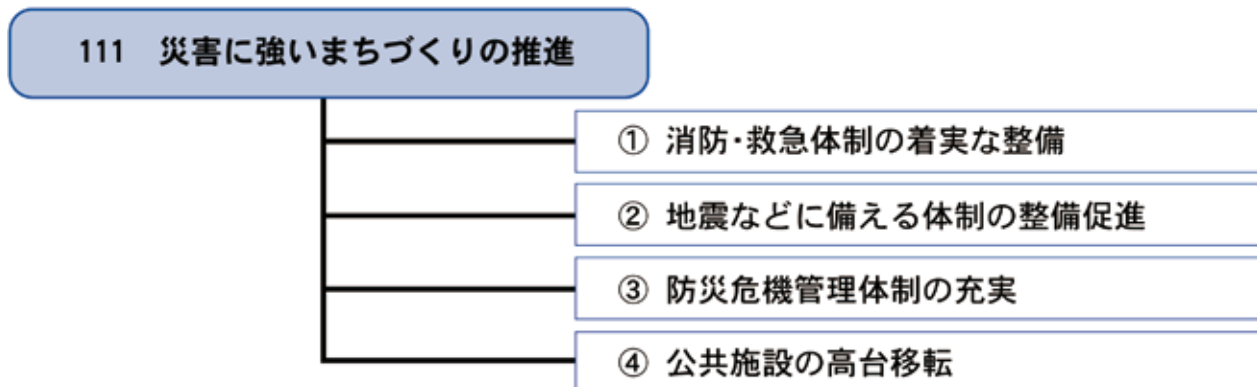 111　災害に強いまちづくりの推進
① 消防・救急体制の着実な整備
② 地震などに備える体制の整備促進
③ 防災危機管理体制の充実
④ 公共施設の高台移転